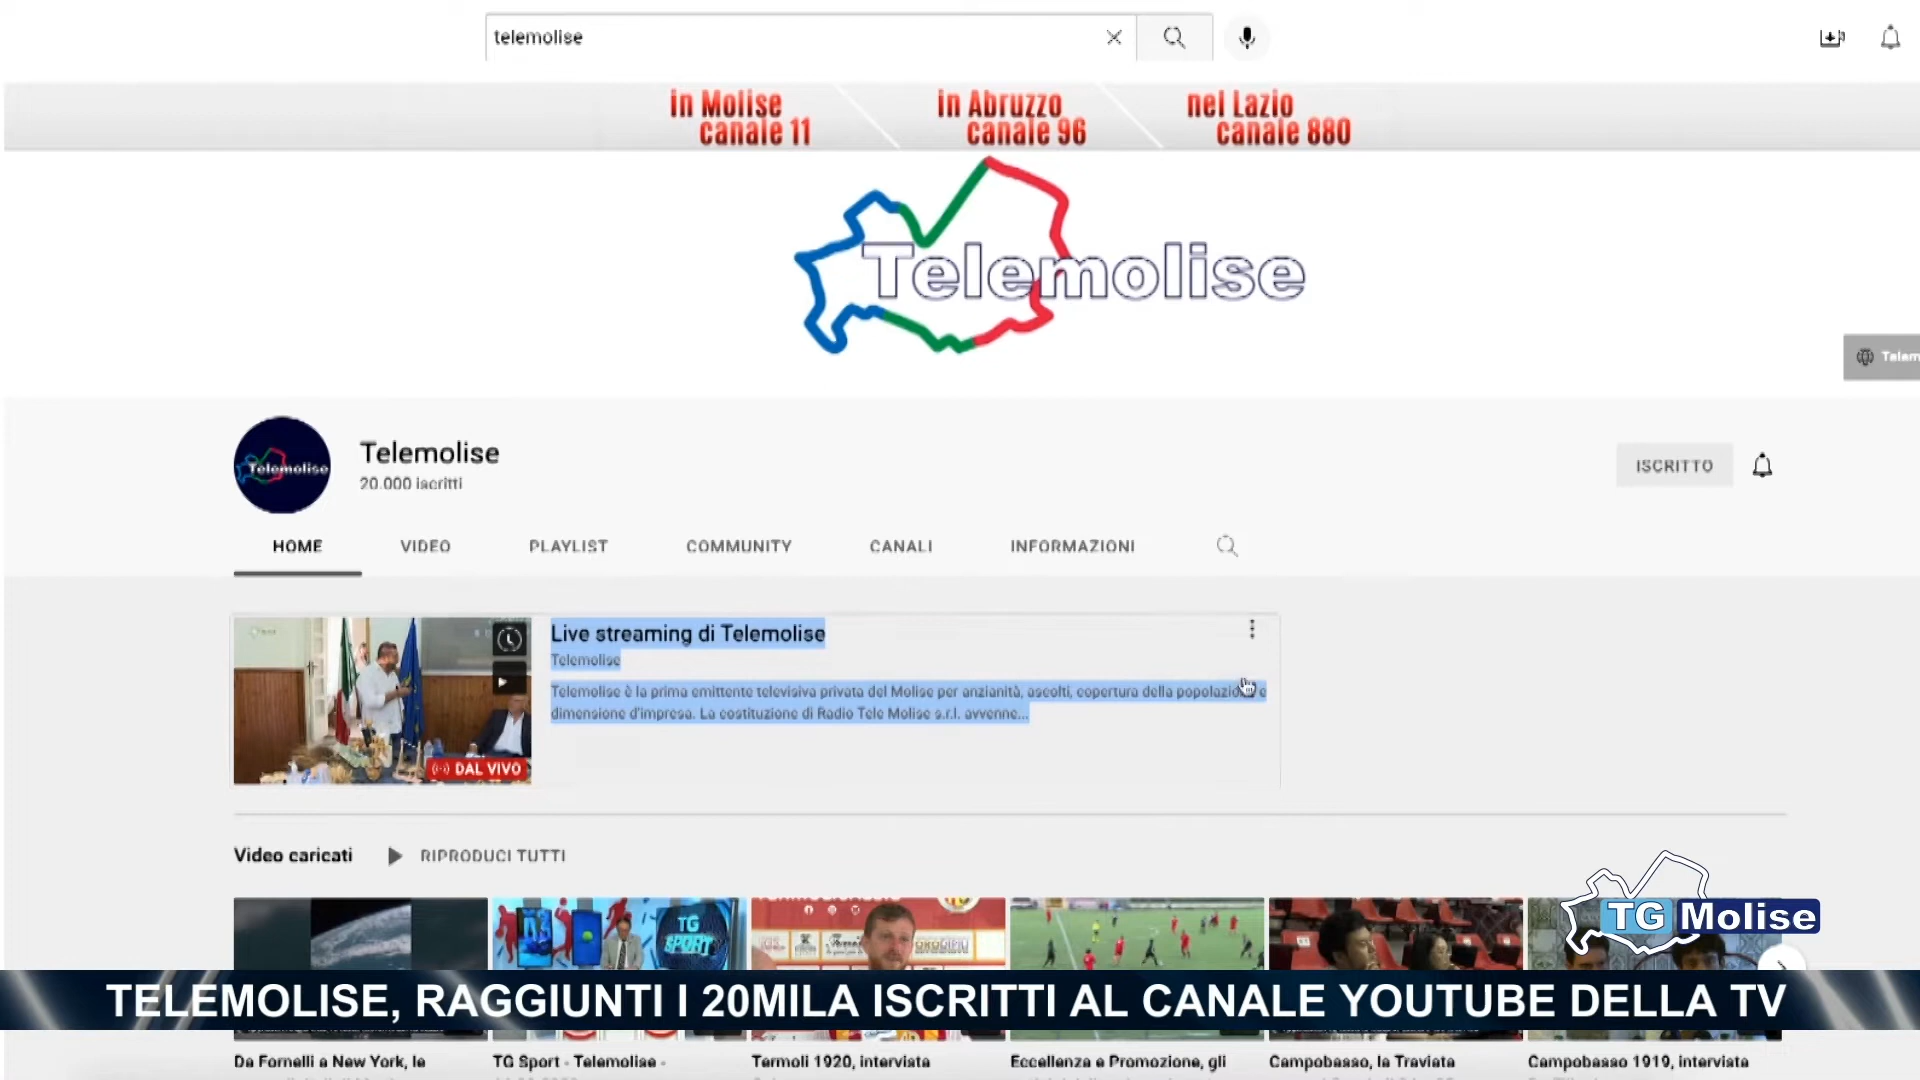 telemolise
in Molise
canale 11
in Abruzzo
canale 96
nel Lazio
canale 880
Telemolise
Telem
Telemolise
Telemolise
20.000 iscritti
ISCRITTO
HOME
VIDEO
PLAYLIST
COMMUNITY
CANALI
INFORMAZIONI
Live streaming di Telemolise
Telemolise
Telemolise è la prima emittente televisiva privata del Molise per anzianità, ascolti, copertura della popolazione e
dimensione d'impresa. La costituzione di Radio Tele Molise s.r.l. avvenne...
DAL VIVO
Video caricati
RIPRODUCI TUTTI
TG
SPORT
TG Molise
TELEMOLISE, RAGGIUNTI I 20MILA ISCRITTI AL CANALE YOUTUBE DELLA TV
Da Fornelli a New York, le
TG Sport - Telemolise -
Termoli 1920, intervista
Eccellenza e Promozione, gli
Campobasso, la Traviata
Campobasso 1919, intervista